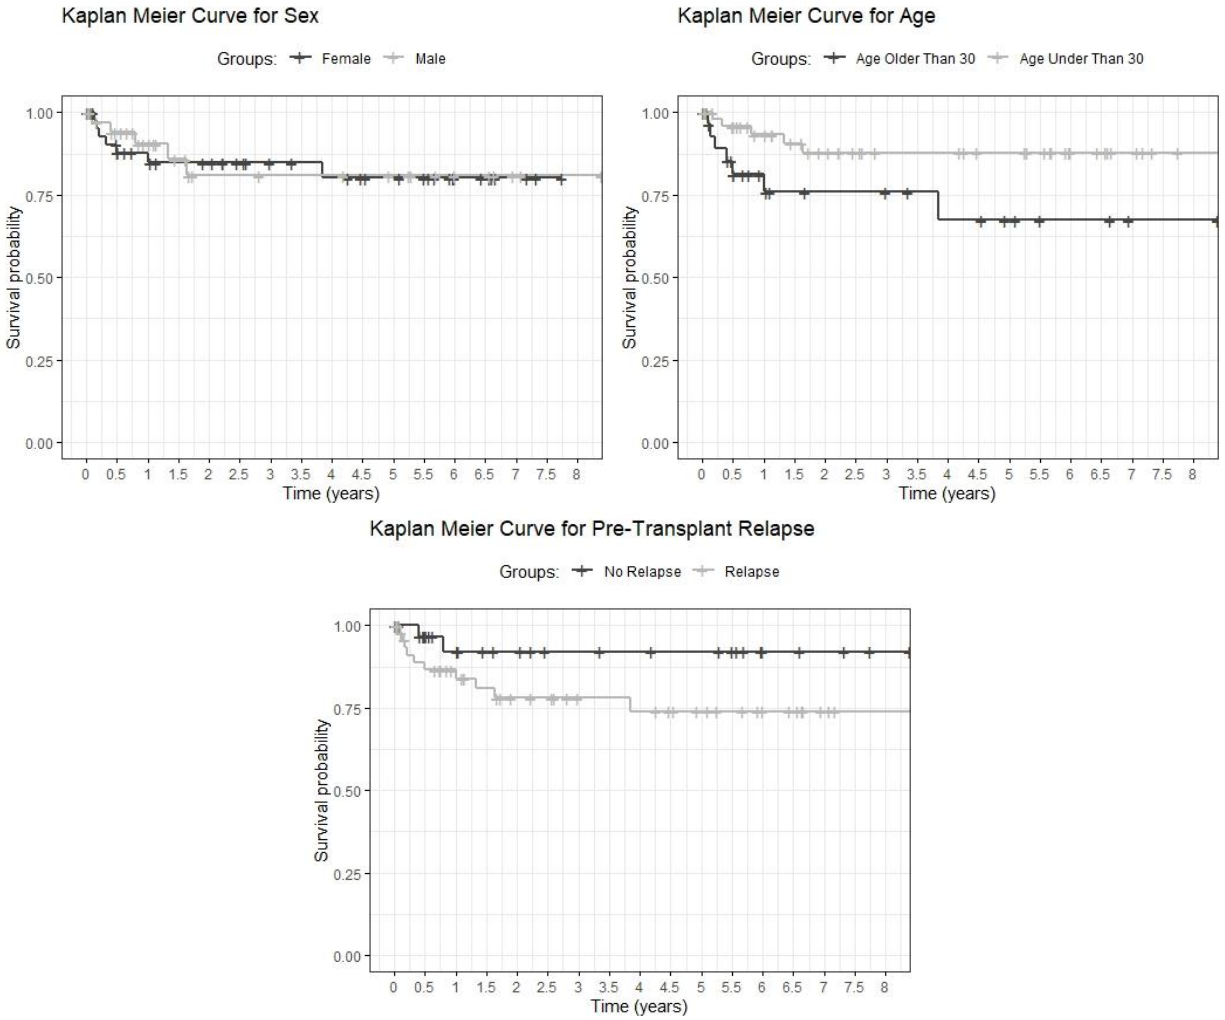 Kaplan Meier Curve for Sex
Groups: Female Male
1.00
0.75
0.50
0.25
0.00
Survival probability
0 0.5 1 1.5 2 2.5 3 3.5 4 4.5 5 5.5 6 6.5 7 7.5 8
Time (years)
Kaplan Meier Curve for Age
Groups: Age Older Than 30 Age Under Than 30
1.00
0.75
0.50
0.25
0.00
Survival probability
0 0.5 1 1.5 2 2.5 3 3.5 4 4.5 5 5.5 6 6.5 7 7.5 8
Time (years)
Kaplan Meier Curve for Pre-Transplant Relapse
Groups: No Relapse Relapse
1.00
0.75
0.50
0.25
0.00
Survival probability
0 0.5 1 1.5 2 2.5 3 3.5 4 4.5 5 5.5 6 6.5 7 7.5 8
Time (years)